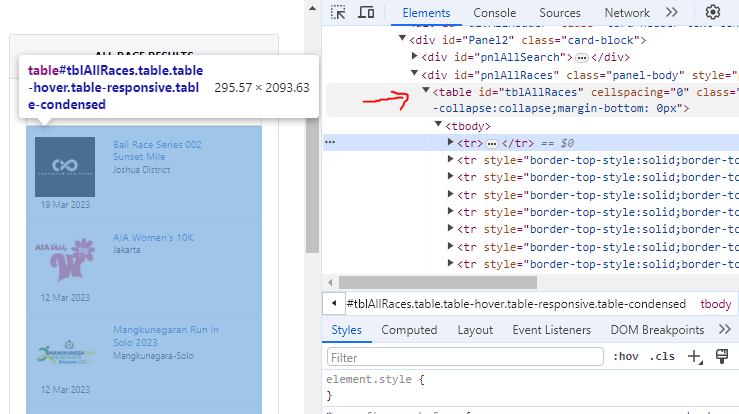 ALL RACE RESULTS
table#tblAllRaces.table.table
-hover.table-responsive.tab
le-condensed
295.57 × 2093.63
Bali Race Series 002
Sunset Mile
Joshua District
19 Mar 2023
AIA Vitality
AIA Women's 10K
Jakarta
12 Mar 2023
MANGKUNEGARAN
Mangkunegaran Run In
Solo 2023
Mangkunegara-Solo
12 Mar 2023
Elements Console Sources Network
<div id="Panel2" class="card-block">
<div id="pnlAllSearch">…</div>
<div id="pnlAllRaces" class="panel-body" style="
<table id="tblAllRaces" cellspacing="0" class="
-collapse:collapse;margin-bottom: 0px">
<tbody>
… <tr>…</tr> == $0
<tr style="border-top-style:solid;border-to
<tr style="border-top-style:solid;border-to
<tr style="border-top-style:solid;border-to
<tr style="border-top-style:solid;border-to
<tr style="border-top-style:solid;border-to
<tr style="border-top-style:solid;border-to
<tr style="border-top-style:solid;border-to
#tblAllRaces.table.table-hover.table-responsive.table-condensed tbody
Styles Computed Layout Event Listeners DOM Breakpoints
Filter :hov .cls
element.style {
}